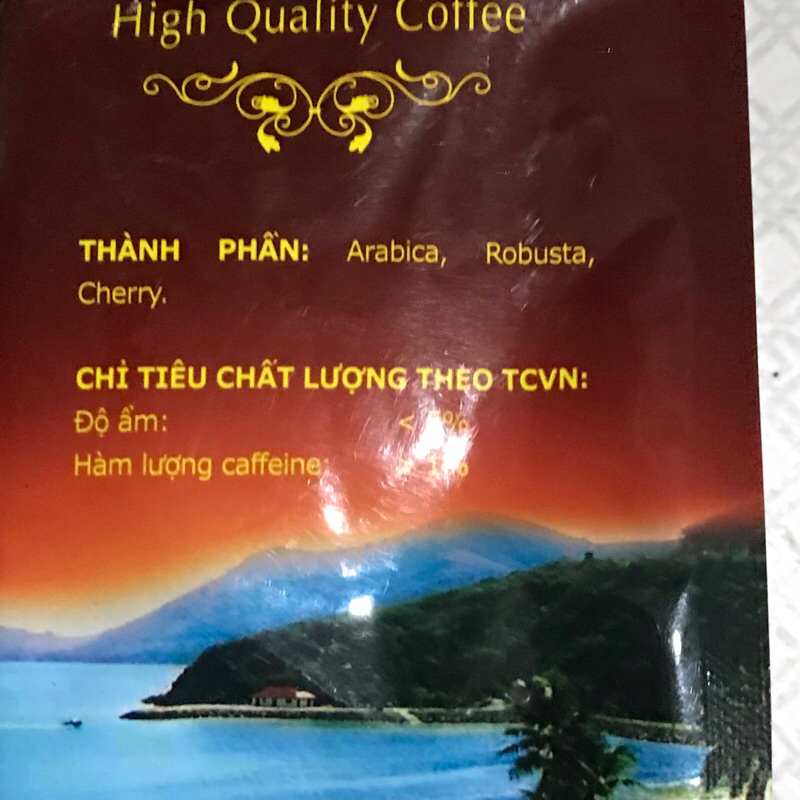 High Quality Coffee
THÀNH PHẦN: Arabica, Robusta,
Cherry.
CHỈ TIÊU CHẤT LƯỢNG THEO TCVN:
Độ ẩm: <
Hàm lượng caffeine: